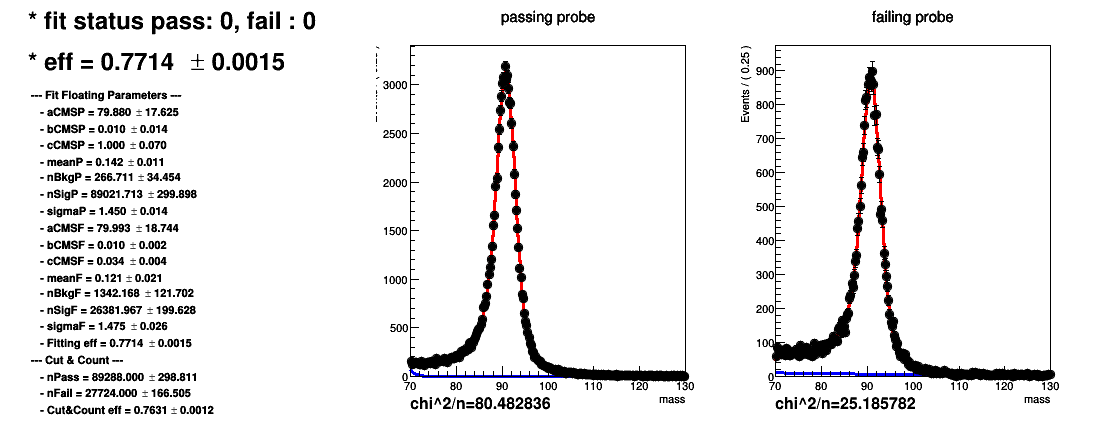 * fit status pass: 0, fail : 0
* eff = 0.7714 ± 0.0015
--- Fit Floating Parameters ---
- aCMSP = 79.880 ± 17.625
- bCMSP = 0.010 ± 0.014
- cCMSP = 1.000 ± 0.070
- meanP = 0.142 ± 0.011
- nBkgP = 266.711 ± 34.454
- nSigP = 89021.713 ± 299.898
- sigmaP = 1.450 ± 0.014
- aCMSF = 79.993 ± 18.744
- bCMSF = 0.010 ± 0.002
- cCMSF = 0.034 ± 0.004
- meanF = 0.121 ± 0.021
- nBkgF = 1342.168 ± 121.702
- nSigF = 26381.967 ± 199.628
- sigmaF = 1.475 ± 0.026
- Fitting eff = 0.7714 ± 0.0015
--- Cut & Count ---
- nPass = 89288.000 ± 298.811
- nFail = 27724.000 ± 166.505
- Cut&Count eff = 0.7631 ± 0.0012
passing probe
3000
2500
2000
1500
1000
500
0
70 80 90 100 110 120 130
mass
chi^2/n=80.482836
failing probe
Events / ( 0.25 )
900
800
700
600
500
400
300
200
100
0
70 80 90 100 110 120 130
mass
chi^2/n=25.185782